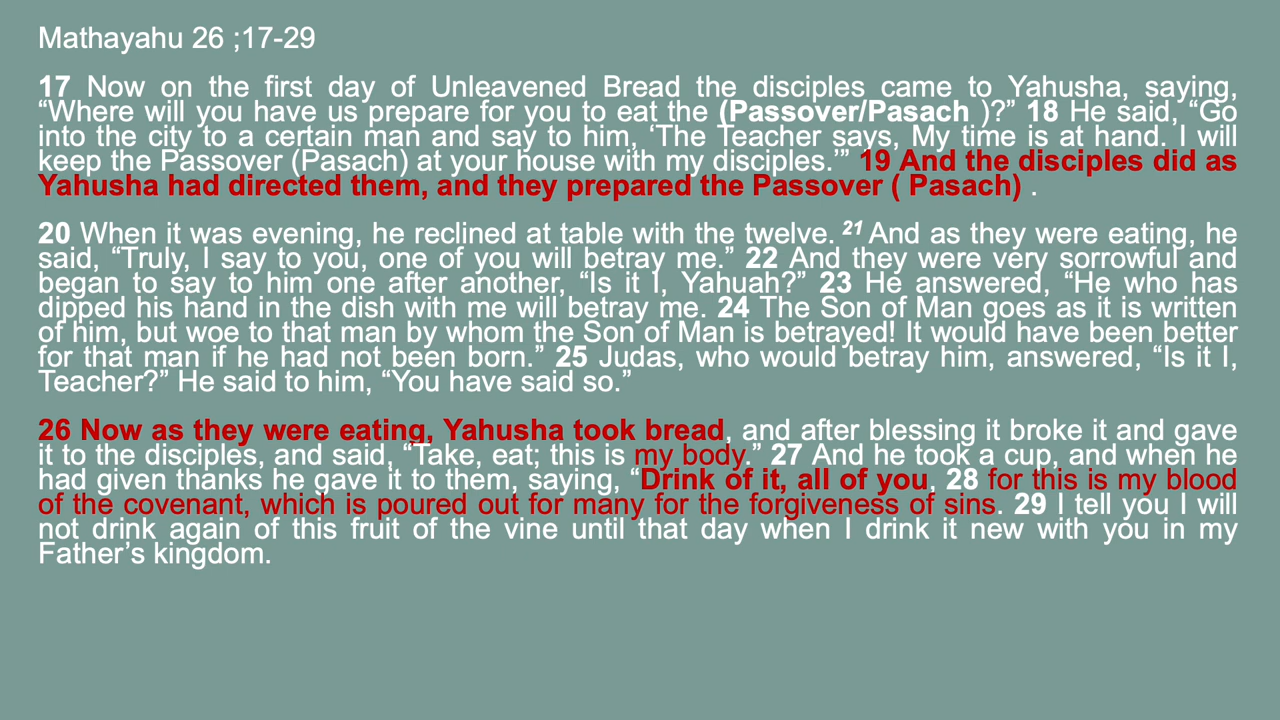 Mathayahu 26 ;17-29
17 Now on the first day of Unleavened Bread the disciples came to Yahusha, saying,
“Where will you have us prepare for you to eat the (Passover/Pasach )?” 18 He said, “Go
into the city to a certain man and say to him, ‘The Teacher says, My time is at hand. I will
keep the Passover (Pasach) at your house with my disciples.’” 19 And the disciples did as
Yahusha had directed them, and they prepared the Passover ( Pasach) .
20 When it was evening, he reclined at table with the twelve. 21 And as they were eating, he
said, “Truly, I say to you, one of you will betray me.” 22 And they were very sorrowful and
began to say to him one after another, “Is it I, Yahuah?” 23 He answered, “He who has
dipped his hand in the dish with me will betray me. 24 The Son of Man goes as it is written
of him, but woe to that man by whom the Son of Man is betrayed! It would have been better
for that man if he had not been born.” 25 Judas, who would betray him, answered, “Is it I,
Teacher?” He said to him, “You have said so.”
26 Now as they were eating, Yahusha took bread, and after blessing it broke it and gave
it to the disciples, and said, “Take, eat; this is my body.” 27 And he took a cup, and when he
had given thanks he gave it to them, saying, “Drink of it, all of you, 28 for this is my blood
of the covenant, which is poured out for many for the forgiveness of sins. 29 I tell you I will
not drink again of this fruit of the vine until that day when I drink it new with you in my
Father’s kingdom.